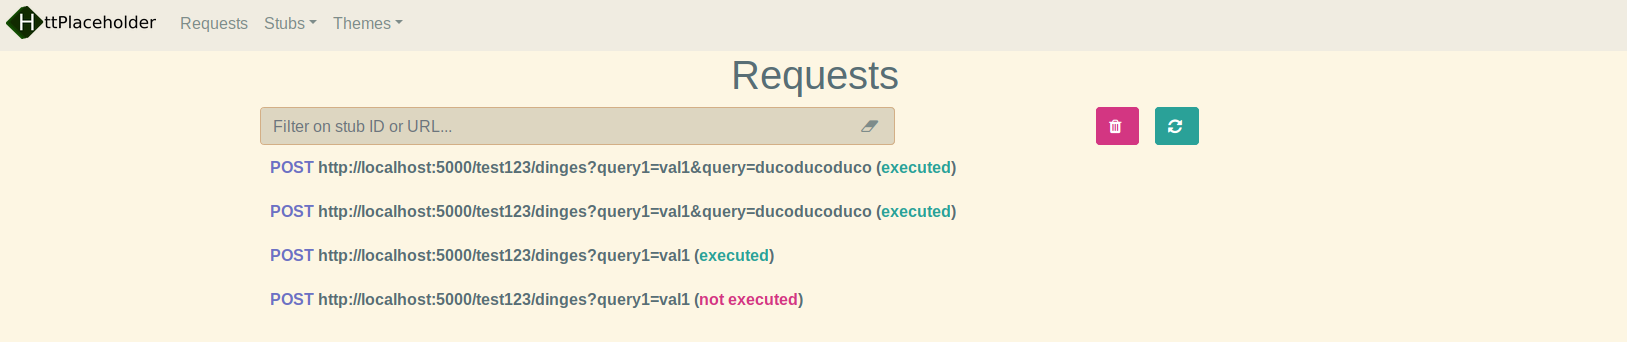 HttPlaceholder Requests Stubs Themes
Requests
Filter on stub ID or URL...
POST http://localhost:5000/test123/dinges?query1=val1&query=ducoducoduco (executed)
POST http://localhost:5000/test123/dinges?query1=val1&query=ducoducoduco (executed)
POST http://localhost:5000/test123/dinges?query1=val1 (executed)
POST http://localhost:5000/test123/dinges?query1=val1 (not executed)